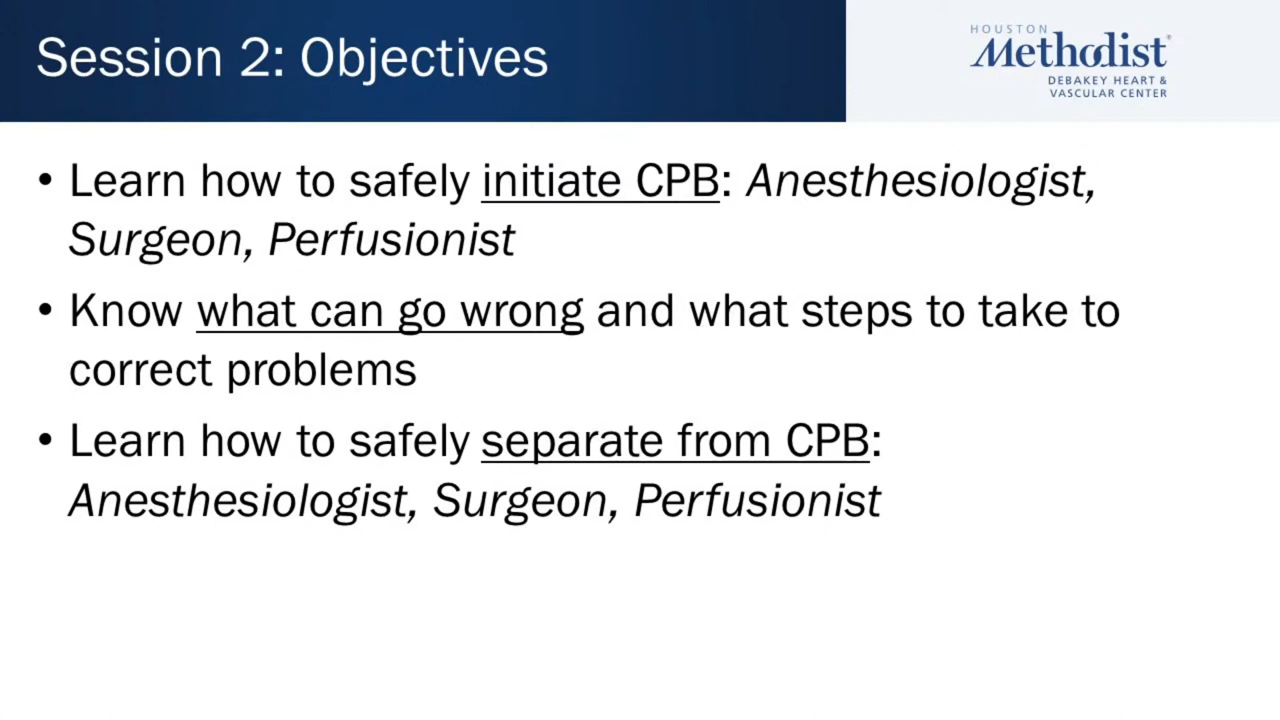 Session 2: Objectives
HOUSTON
Methodist®
DEBAKEY HEART &
VASCULAR CENTER
• Learn how to safely initiate CPB: Anesthesiologist,
Surgeon, Perfusionist
• Know what can go wrong and what steps to take to
correct problems
• Learn how to safely separate from CPB:
Anesthesiologist, Surgeon, Perfusionist